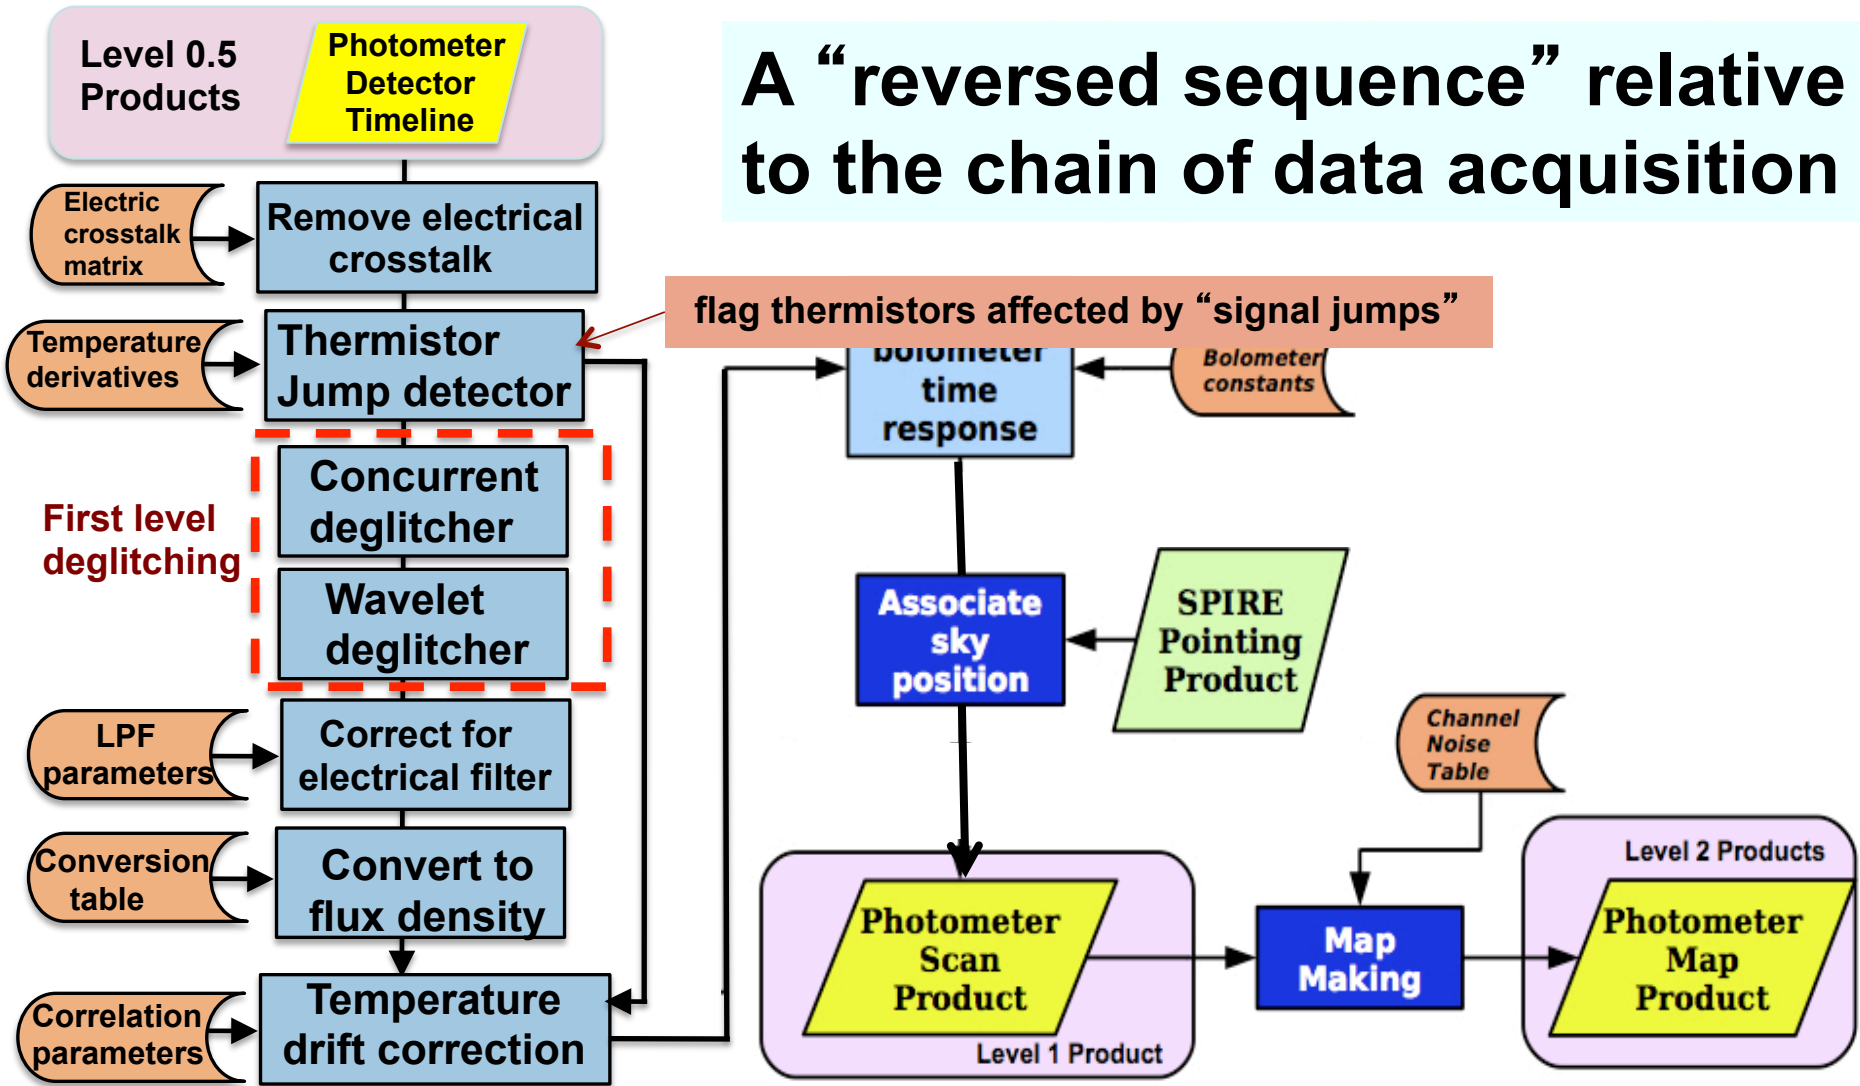 Level 0.5
Products
Photometer
Detector
Timeline
A “reversed sequence” relative
to the chain of data acquisition
Electric
crosstalk
matrix
Remove electrical
crosstalk
flag thermistors affected by “signal jumps”
Temperature
derivatives
Thermistor
Jump detector
bolometer
time
response
Bolometer
constants
First level
deglitching
Concurrent
deglitcher
Wavelet
deglitcher
Associate
sky
position
SPIRE
Pointing
Product
LPF
parameters
Correct for
electrical filter
Channel
Noise
Table
Conversion
table
Convert to
flux density
Correlation
parameters
Temperature
drift correction
Photometer
Scan
Product
Level 1 Product
Map
Making
Level 2 Products
Photometer
Map
Product